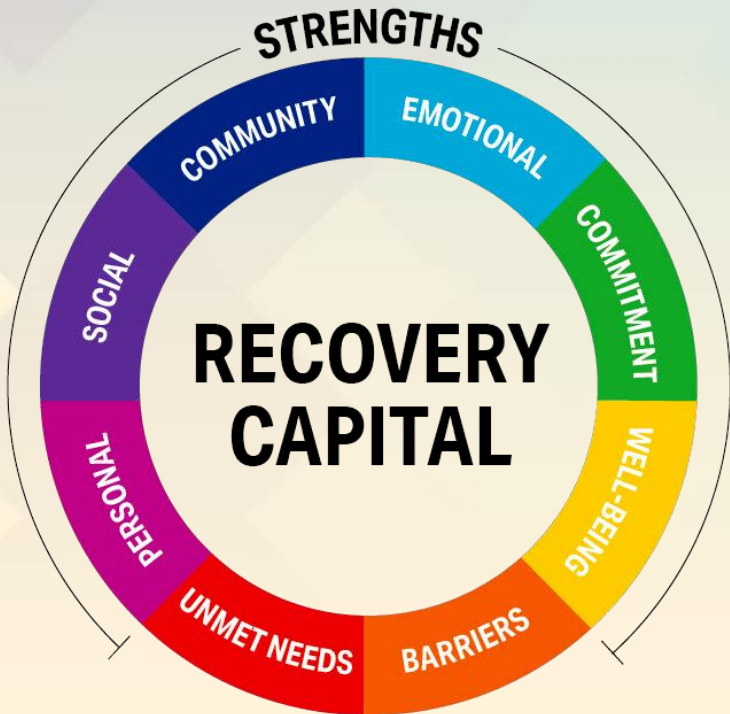 STRENGTHS
COMMUNITY
EMOTIONAL
COMMITMENT
WELL-BEING
BARRIERS
UNMET NEEDS
PERSONAL
SOCIAL
RECOVERY
CAPITAL